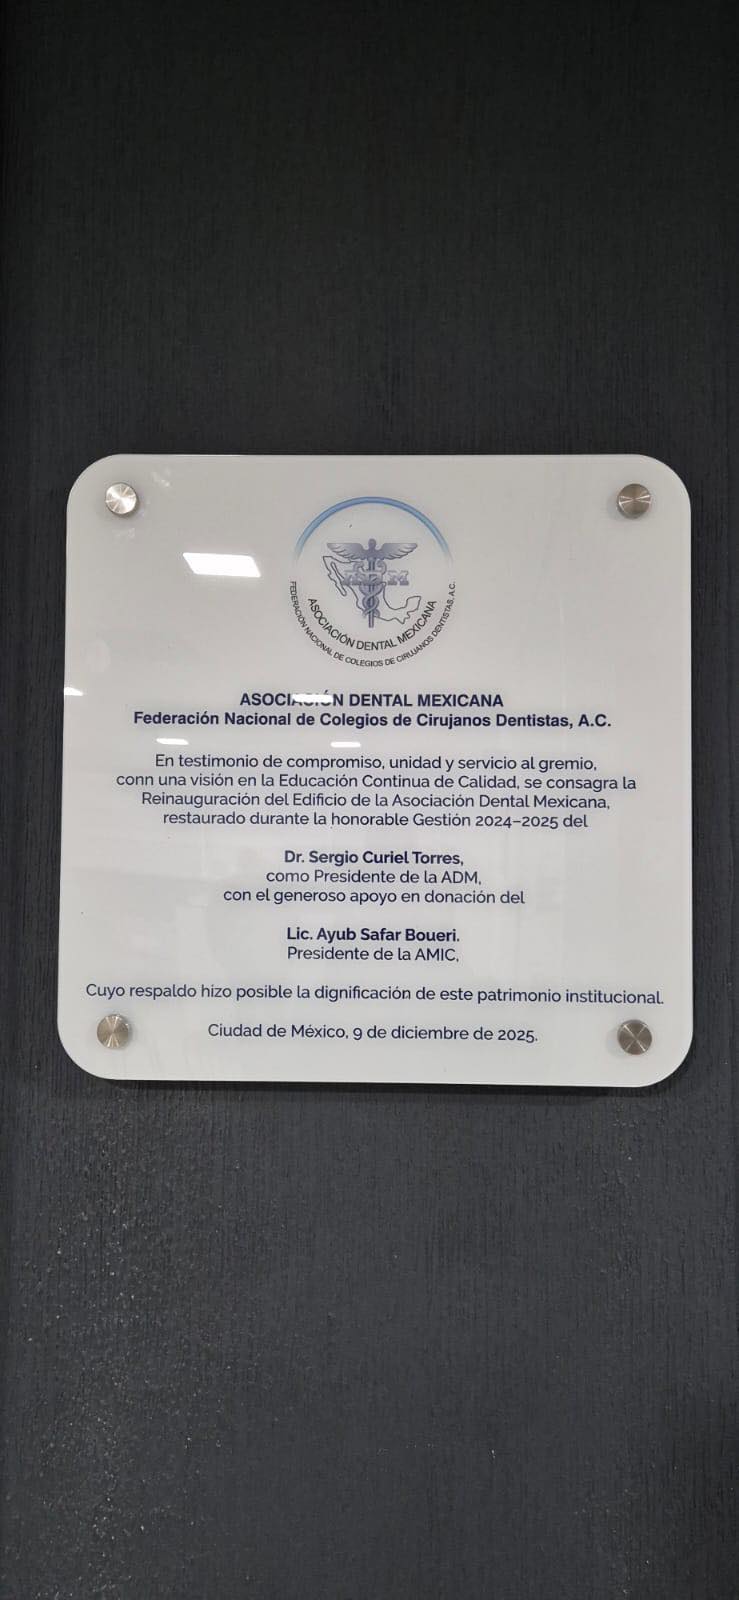 ADM
ASOCIACIÓN DENTAL MEXICANA
FEDERACIÓN NACIONAL DE COLEGIOS DE CIRUJANOS DENTISTAS, A.C.
ASOCIACIÓN DENTAL MEXICANA
Federación Nacional de Colegios de Cirujanos Dentistas, A.C.
En testimonio de compromiso, unidad y servicio al gremio,
conn una visión en la Educación Continua de Calidad, se consagra la
Reinauguración del Edificio de la Asociación Dental Mexicana,
restaurado durante la honorable Gestión 2024–2025 del
Dr. Sergio Curiel Torres,
como Presidente de la ADM,
con el generoso apoyo en donación del
Lic. Ayub Safar Boueri.
Presidente de la AMIC,
Cuyo respaldo hizo posible la dignificación de este patrimonio institucional.
Ciudad de México, 9 de diciembre de 2025.